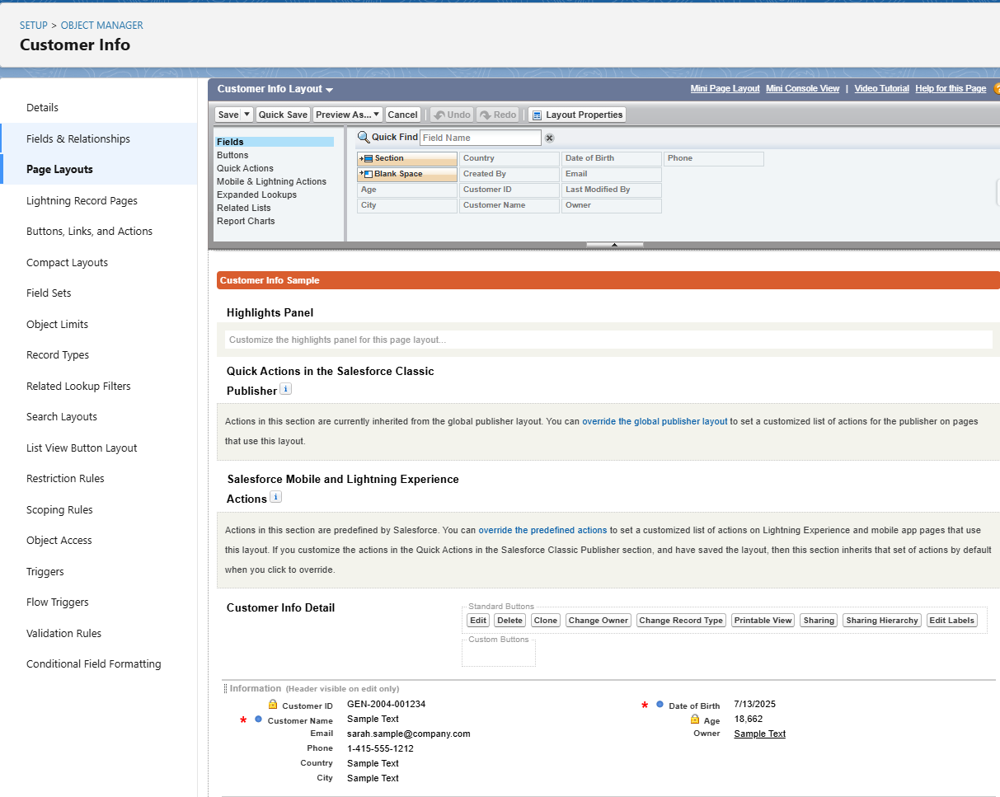 SETUP > OBJECT MANAGER
Customer Info
Details
Fields & Relationships
Page Layouts
Lightning Record Pages
Buttons, Links, and Actions
Compact Layouts
Field Sets
Object Limits
Record Types
Related Lookup Filters
Search Layouts
List View Button Layout
Restriction Rules
Scoping Rules
Object Access
Triggers
Flow Triggers
Validation Rules
Conditional Field Formatting
Customer Info Layout
Mini Page Layout Mini Console View | Video Tutorial Help for this Page
Save Quick Save Preview As... Cancel Undo Redo Layout Properties
Fields
Buttons
Quick Actions
Mobile & Lightning Actions
Expanded Lookups
Related Lists
Report Charts
Quick Find Field Name
Section Country Date of Birth Phone
Blank Space Created By Email
Age Customer ID Last Modified By
City Customer Name Owner
Customer Info Sample
Highlights Panel
Customize the highlights panel for this page layout...
Quick Actions in the Salesforce Classic
Publisher i
Actions in this section are currently inherited from the global publisher layout. You can override the global publisher layout to set a customized list of actions for the publisher on pages
that use this layout.
Salesforce Mobile and Lightning Experience
Actions i
Actions in this section are predefined by Salesforce. You can override the predefined actions to set a customized list of actions on Lightning Experience and mobile app pages that use
this layout. If you customize the actions in the Quick Actions in the Salesforce Classic Publisher section, and have saved the layout, then this section inherits that set of actions by default
when you click to override.
Customer Info Detail
Standard Buttons
Edit Delete Clone Change Owner Change Record Type Printable View Sharing Sharing Hierarchy Edit Labels
Custom Buttons
Information (Header visible on edit only)
Customer ID GEN-2004-001234
* Customer Name Sample Text
Email sarah.sample@company.com
Phone 1-415-555-1212
Country Sample Text
City Sample Text
* Date of Birth 7/13/2025
Age 18,662
Owner Sample Text